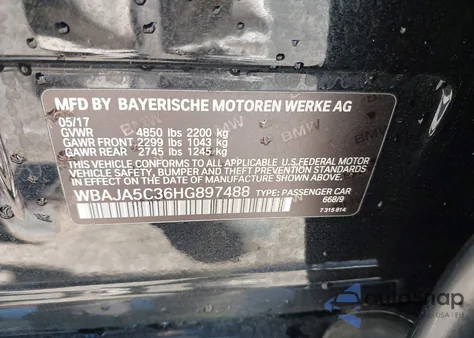 MFD BY BAYERISCHE MOTOREN WERKE AG
05/17
GVWR 4850 lbs 2200 kg
GAWR FRONT 2299 lbs 1043 kg
GAWR REAR 2745 lbs 1245 kg
THIS VEHICLE CONFORMS TO ALL APPLICABLE U.S.FEDERAL MOTOR
VEHICLE SAFETY, BUMPER, AND THEFT PREVENTION STANDARDS
IN EFFECT ON THE DATE OF MANUFACTURE SHOWN ABOVE.
WBAJA5C36HG897488 TYPE: PASSENGER CAR
668/9
7 315 814
autosnap
USA | EU